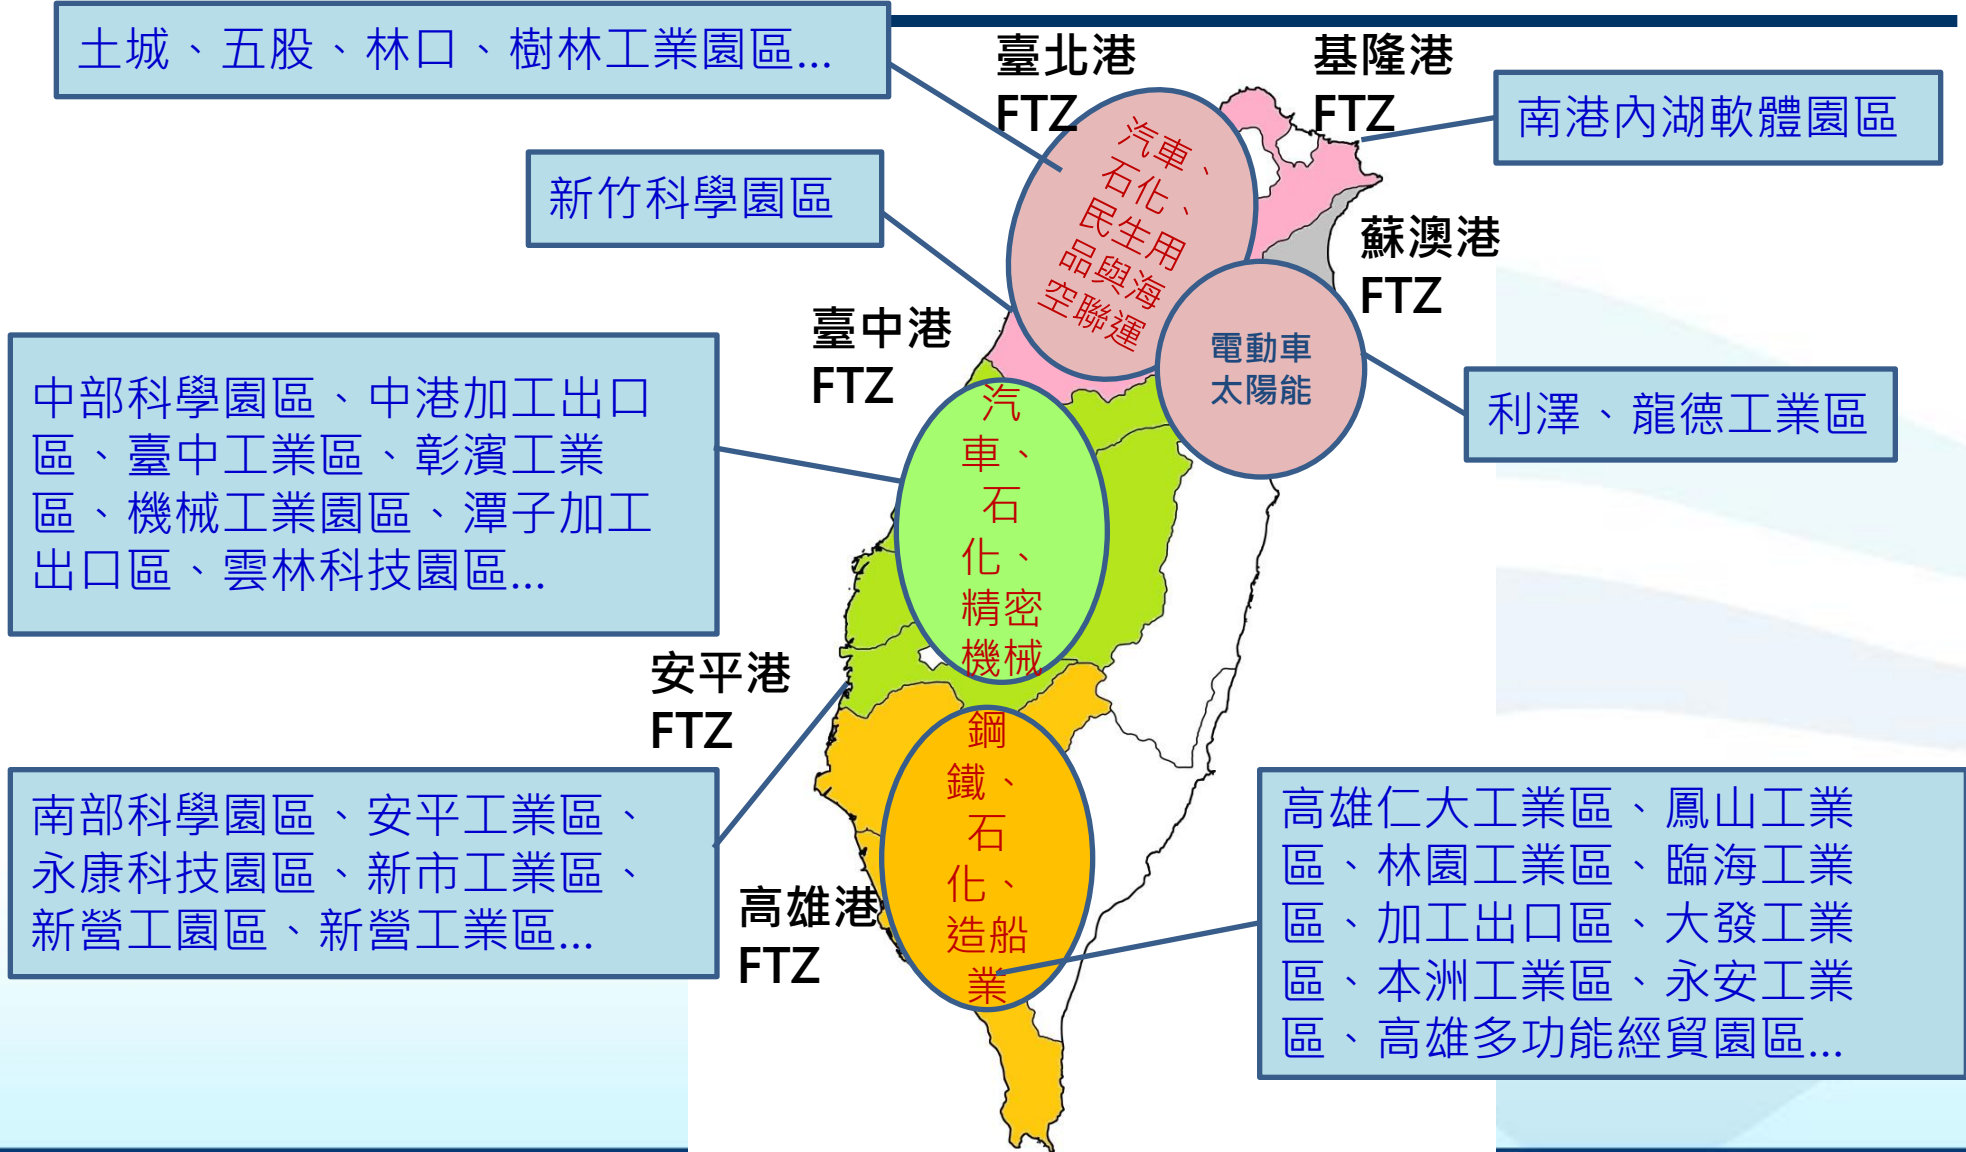 土城、五股、林口、樹林工業園區...
臺北港
FTZ
基隆港
FTZ
南港內湖軟體園區
新竹科學園區
汽車、
石化、
民生用
品與海
空聯運
蘇澳港
FTZ
電動車
太陽能
利澤、龍德工業區
臺中港
FTZ
中部科學園區、中港加工出口
區、臺中工業區、彰濱工業
區、機械工業園區、潭子加工
出口區、雲林科技園區...
汽
車、
石
化、
精密
機械
安平港
FTZ
南部科學園區、安平工業區、
永康科技園區、新市工業區、
新營工園區、新營工業區...
高雄港
FTZ
鋼
鐵、
石
化、
造船
業
高雄仁大工業區、鳳山工業
區、林園工業區、臨海工業
區、加工出口區、大發工業
區、本洲工業區、永安工業
區、高雄多功能經貿園區...